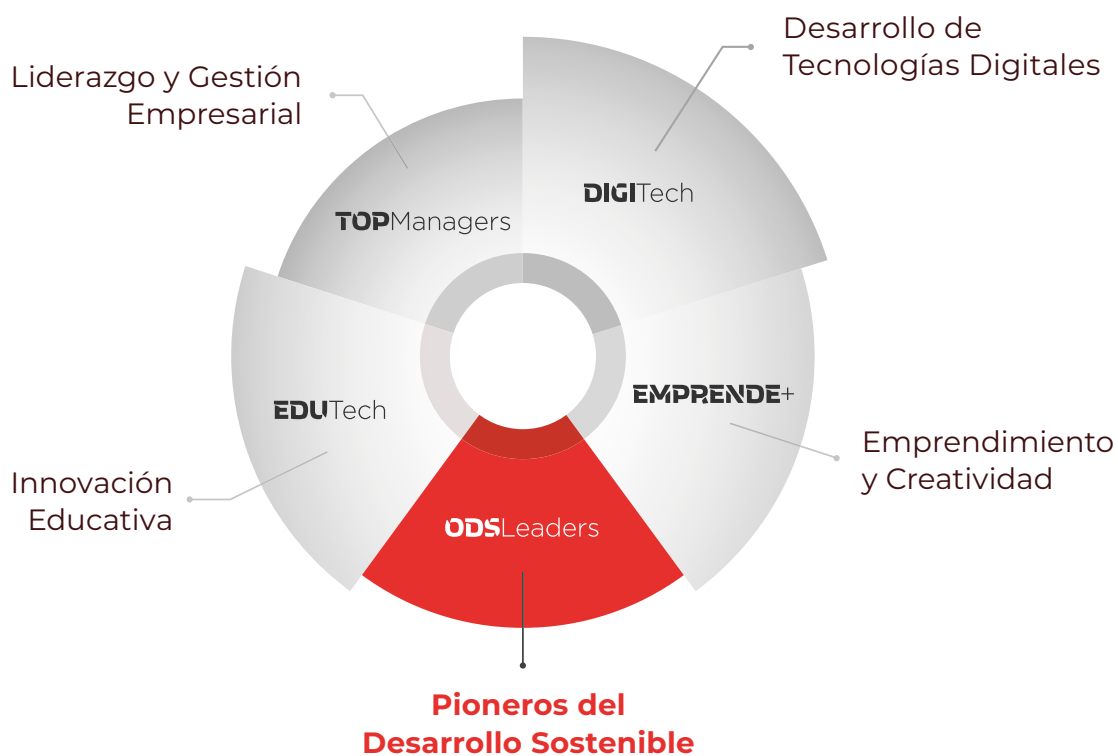 Desarrollo de
Tecnologías Digitales
Liderazgo y Gestión
Empresarial
DIGITech
TOPManagers
EMPRENDE+
EDUTech
Emprendimiento
y Creatividad
Innovación
Educativa
ODSLeaders
Pioneros del
Desarrollo Sostenible